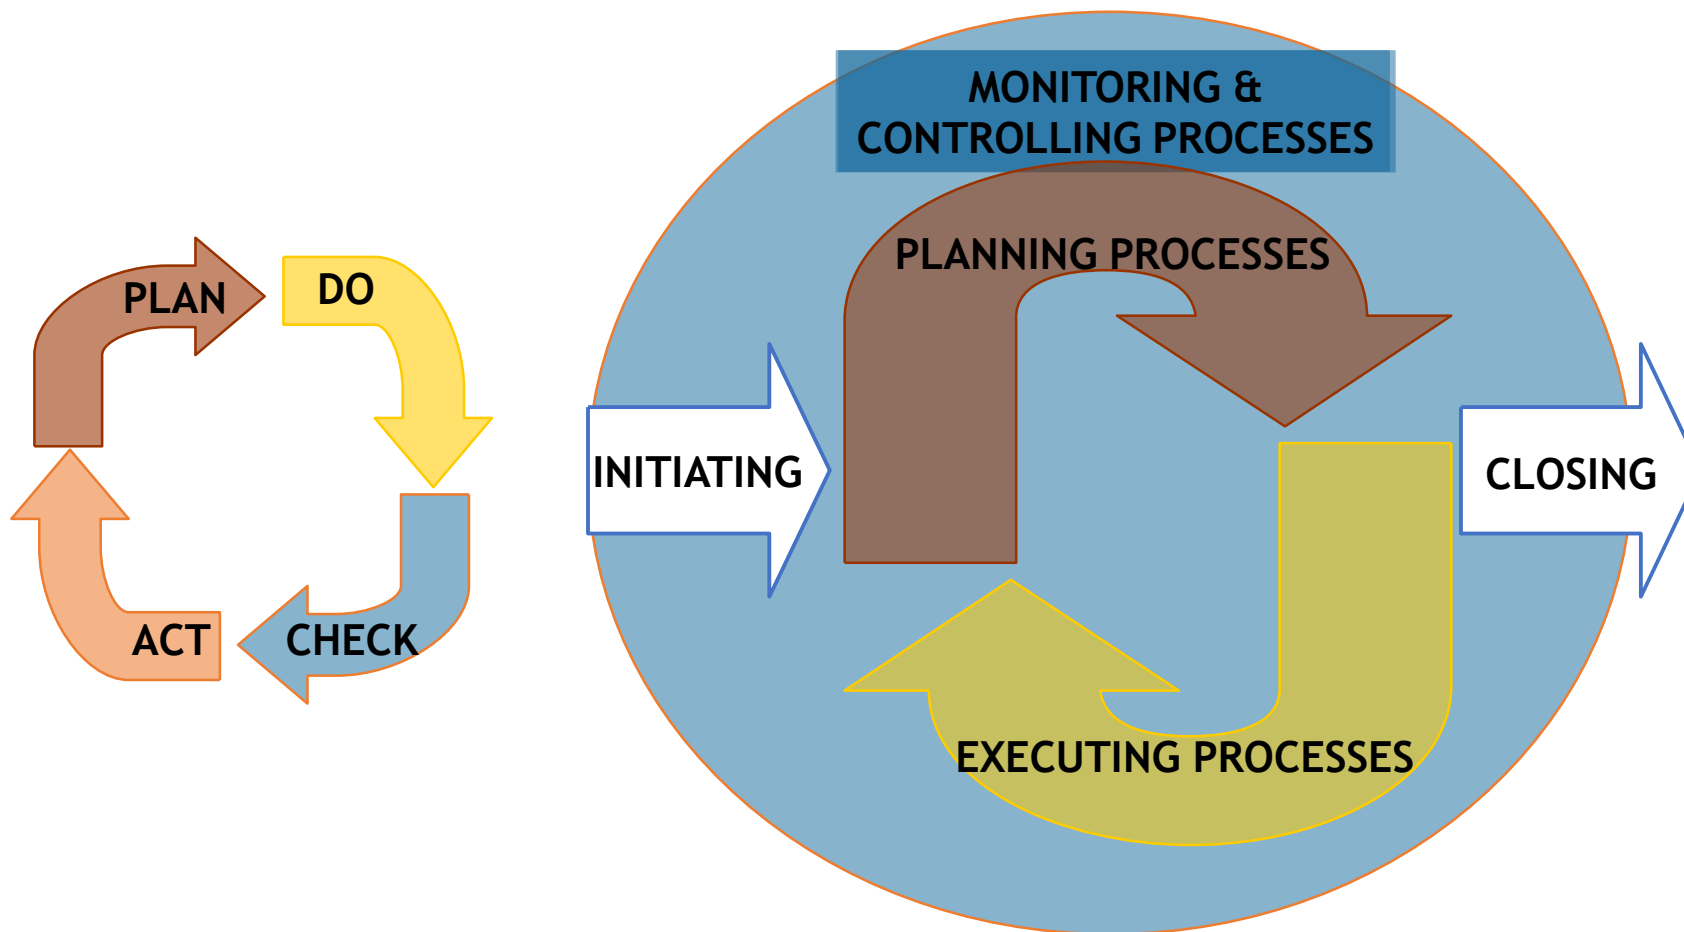 PLAN
DO
ACT
CHECK
MONITORING &
CONTROLLING PROCESSES
PLANNING PROCESSES
INITIATING
CLOSING
EXECUTING PROCESSES